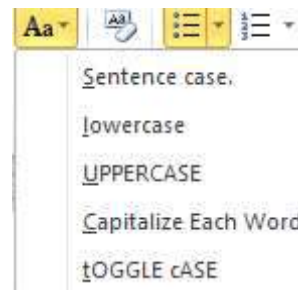 Aa
Sentence case.
lowercase
UPPERCASE
Capitalize Each Word
tOGGLE cASE